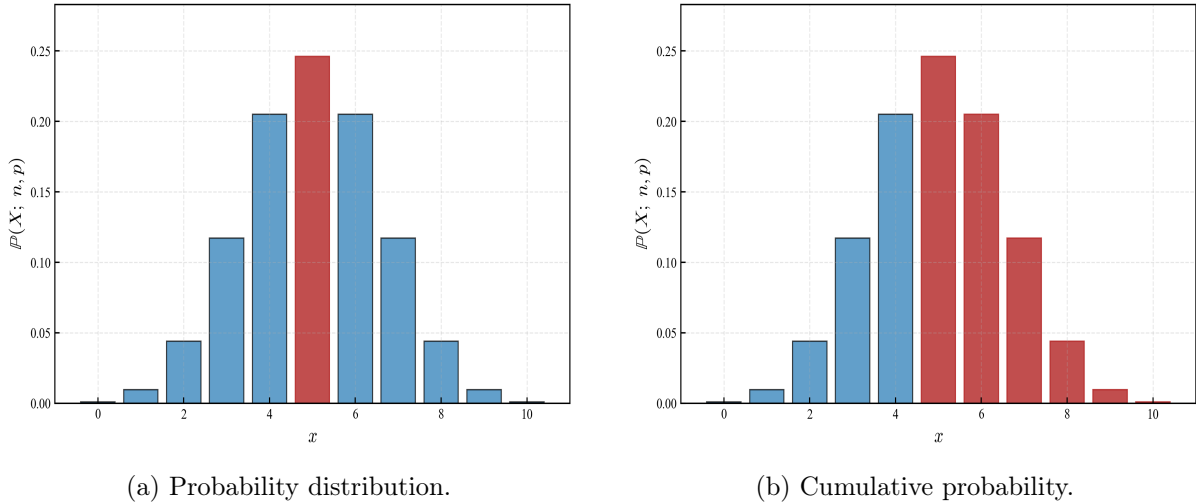 0.25
0.20
0.15
0.10
0.05
0.00
ℙ(X; n, p)
0 2 4 6 8 10
x
(a) Probability distribution.
0.25
0.20
0.15
0.10
0.05
0.00
ℙ(X; n, p)
0 2 4 6 8 10
x
(b) Cumulative probability.